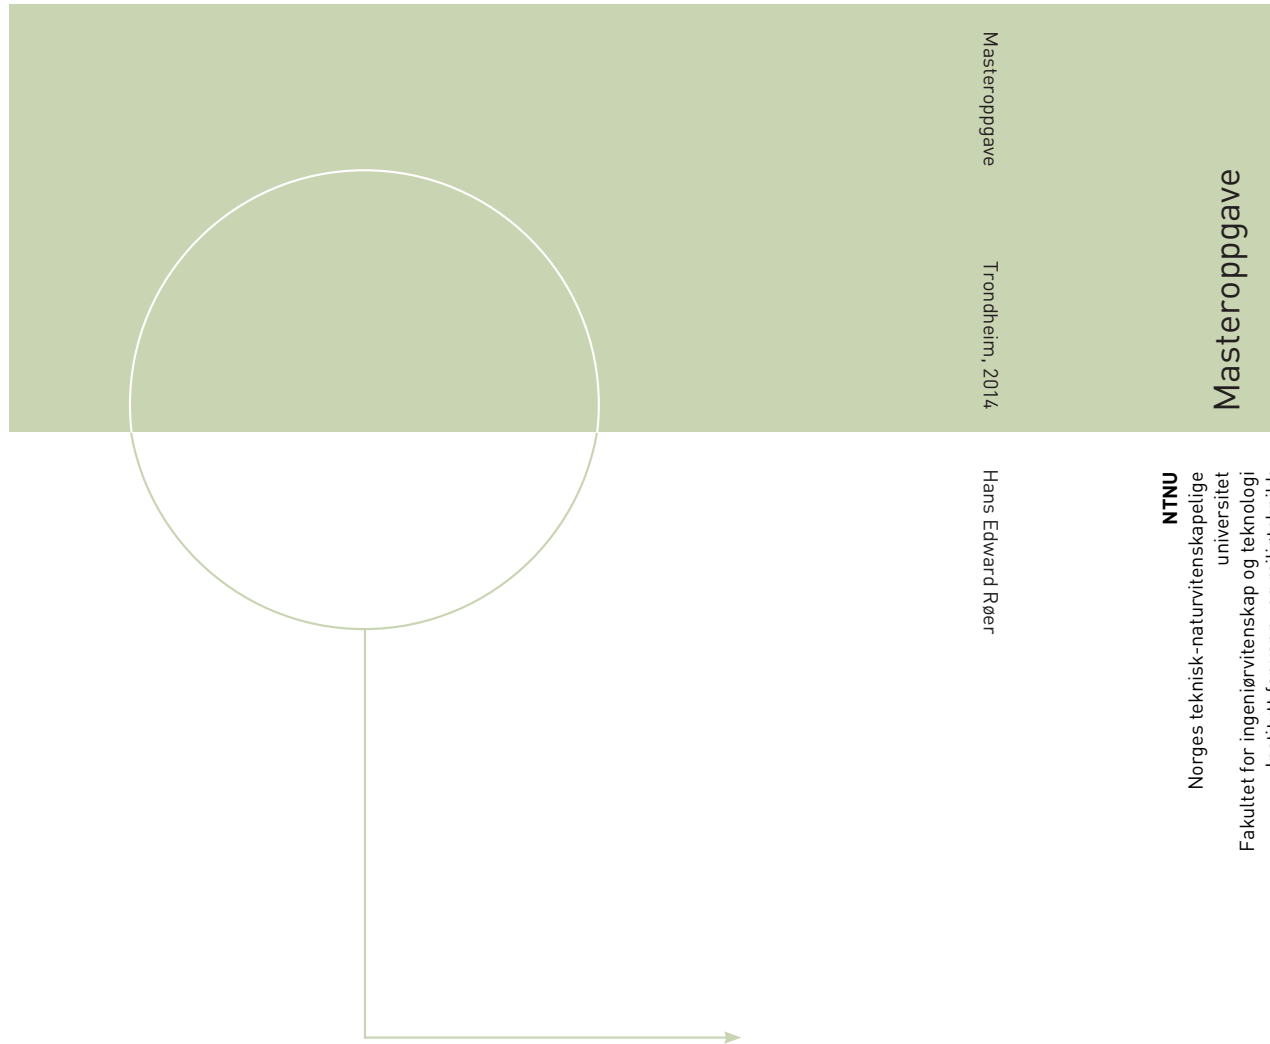 Masteroppgave
Trondheim, 2014
Hans Edward Røer
Masteroppgave
NTNU
Norges teknisk-naturvitenskapelige
universitet
Fakultet for ingeniørvitenskap og teknologi